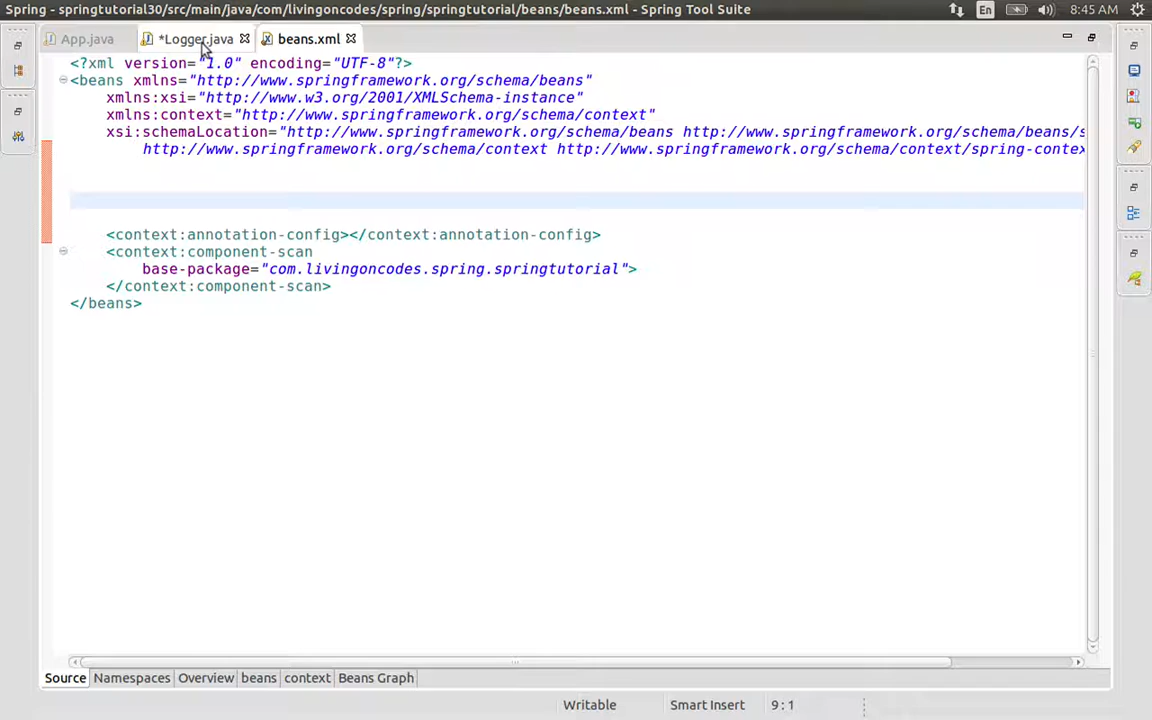 Spring - springtutorial30/src/main/java/com/livingoncodes/spring/springtutorial/beans/beans.xml - Spring Tool Suite
En
8:45 AM
App.java
*Logger.java
beans.xml
<?xml version="1.0" encoding="UTF-8"?>
<beans xmlns="http://www.springframework.org/schema/beans"
xmlns:xsi="http://www.w3.org/2001/XMLSchema-instance"
xmlns:context="http://www.springframework.org/schema/context"
xsi:schemaLocation="http://www.springframework.org/schema/beans http://www.springframework.org/schema/beans/s
http://www.springframework.org/schema/context http://www.springframework.org/schema/context/spring-contex
<context:annotation-config></context:annotation-config>
<context:component-scan
base-package="com.livingoncodes.spring.springtutorial">
</context:component-scan>
</beans>
Source
Namespaces
Overview
beans
context
Beans Graph
Writable
Smart Insert
9:1